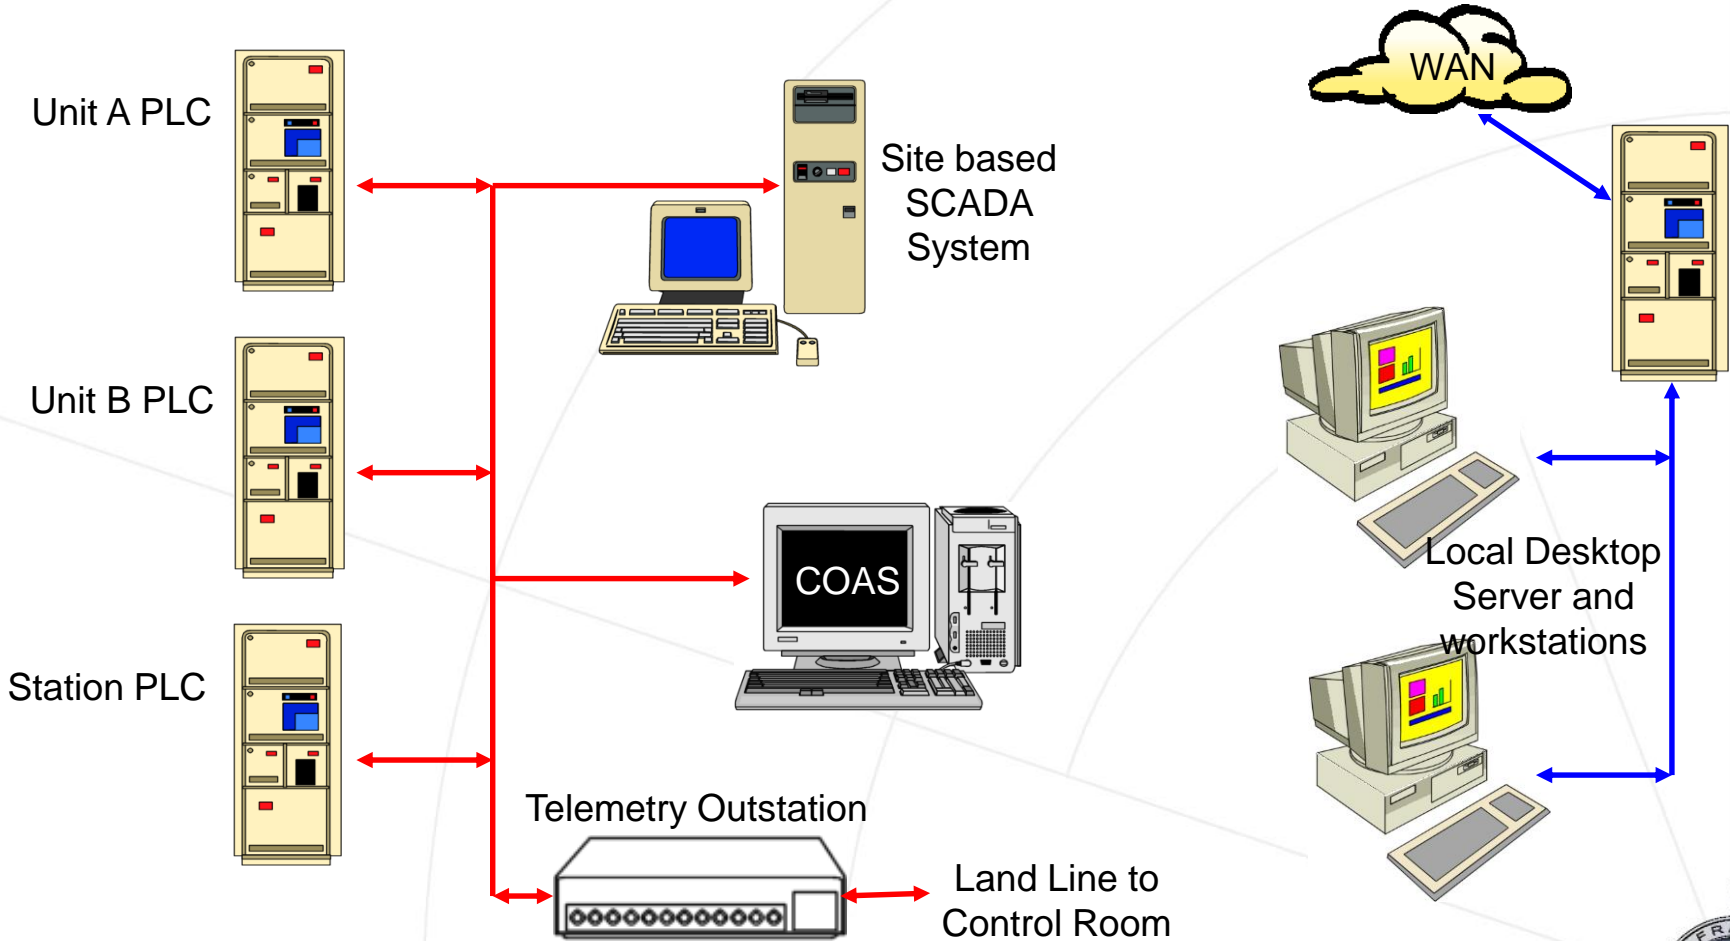 Unit A PLC
Unit B PLC
Station PLC
Site based
SCADA
System
COAS
Telemetry Outstation
Land Line to
Control Room
WAN
Local Desktop
Server and
workstations